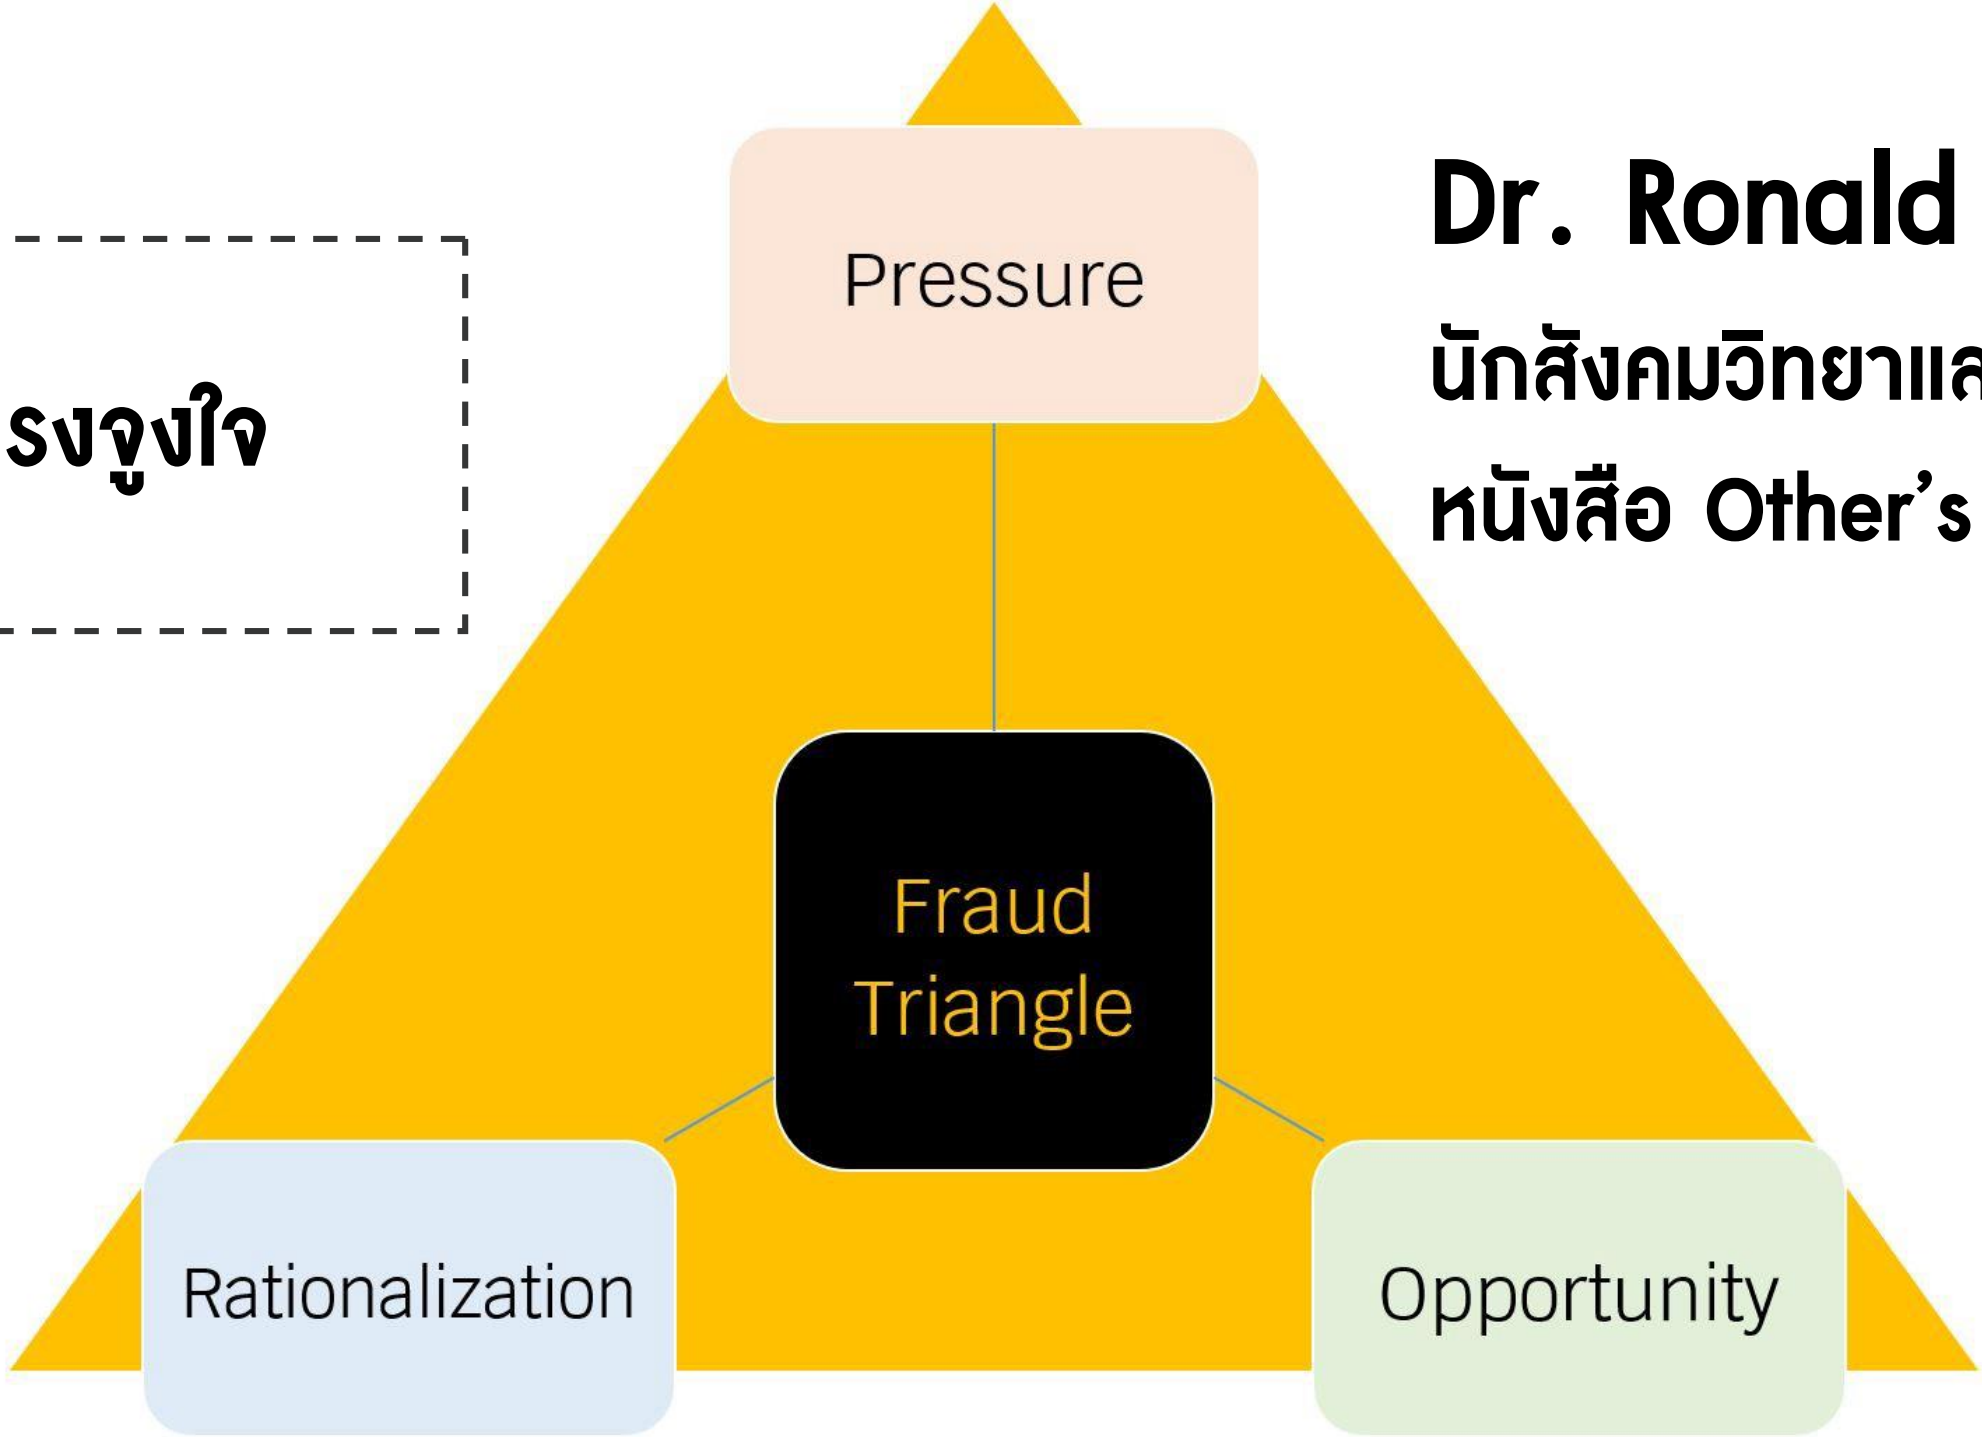 Pressure
Dr. Ronald
นักสังคมวิทยาแล
หนังสือ Other’s
รงจูงใจ
Fraud
Triangle
Rationalization
Opportunity